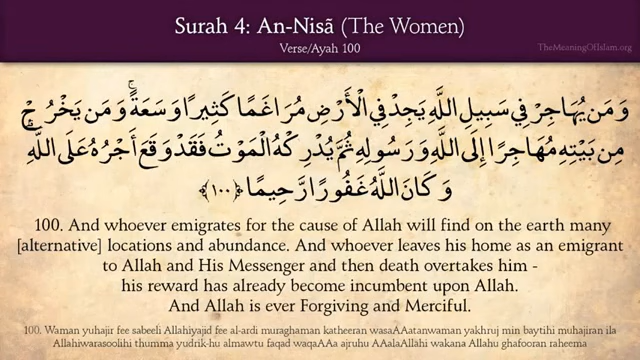 Surah 4: An-Nisã (The Women)
Verse/Ayah 100
TheMeaningOfIslam.org
وَمَن يُهَاجِرْ فِي سَبِيلِ اللَّهِ يَجِدْ فِي الْأَرْضِ مُرَاغَمًا كَثِيرًا وَسَعَةً ۚ وَمَن يَخْرُجْ
مِن بَيْتِهِ مُهَاجِرًا إِلَى اللَّهِ وَرَسُولِهِ ثُمَّ يُدْرِكْهُ الْمَوْتُ فَقَدْ وَقَعَ أَجْرُهُ عَلَى اللَّهِ ۗ
وَكَانَ اللَّهُ غَفُورًا رَّحِيمًا ﴿١٠٠﴾
100. And whoever emigrates for the cause of Allah will find on the earth many
[alternative] locations and abundance. And whoever leaves his home as an emigrant
to Allah and His Messenger and then death overtakes him -
his reward has already become incumbent upon Allah.
And Allah is ever Forgiving and Merciful.
100. Waman yuhajir fee sabeeli Allahiyajid fee al-ardi muraghaman katheeran wasaAAatanwaman yakhruj min baytihi muhajiran ila
Allahiwarasoolihi thumma yudrik-hu almawtu faqad waqaAAa ajruhu AAalaAllāhi wakana Allahu ghafooran raheema